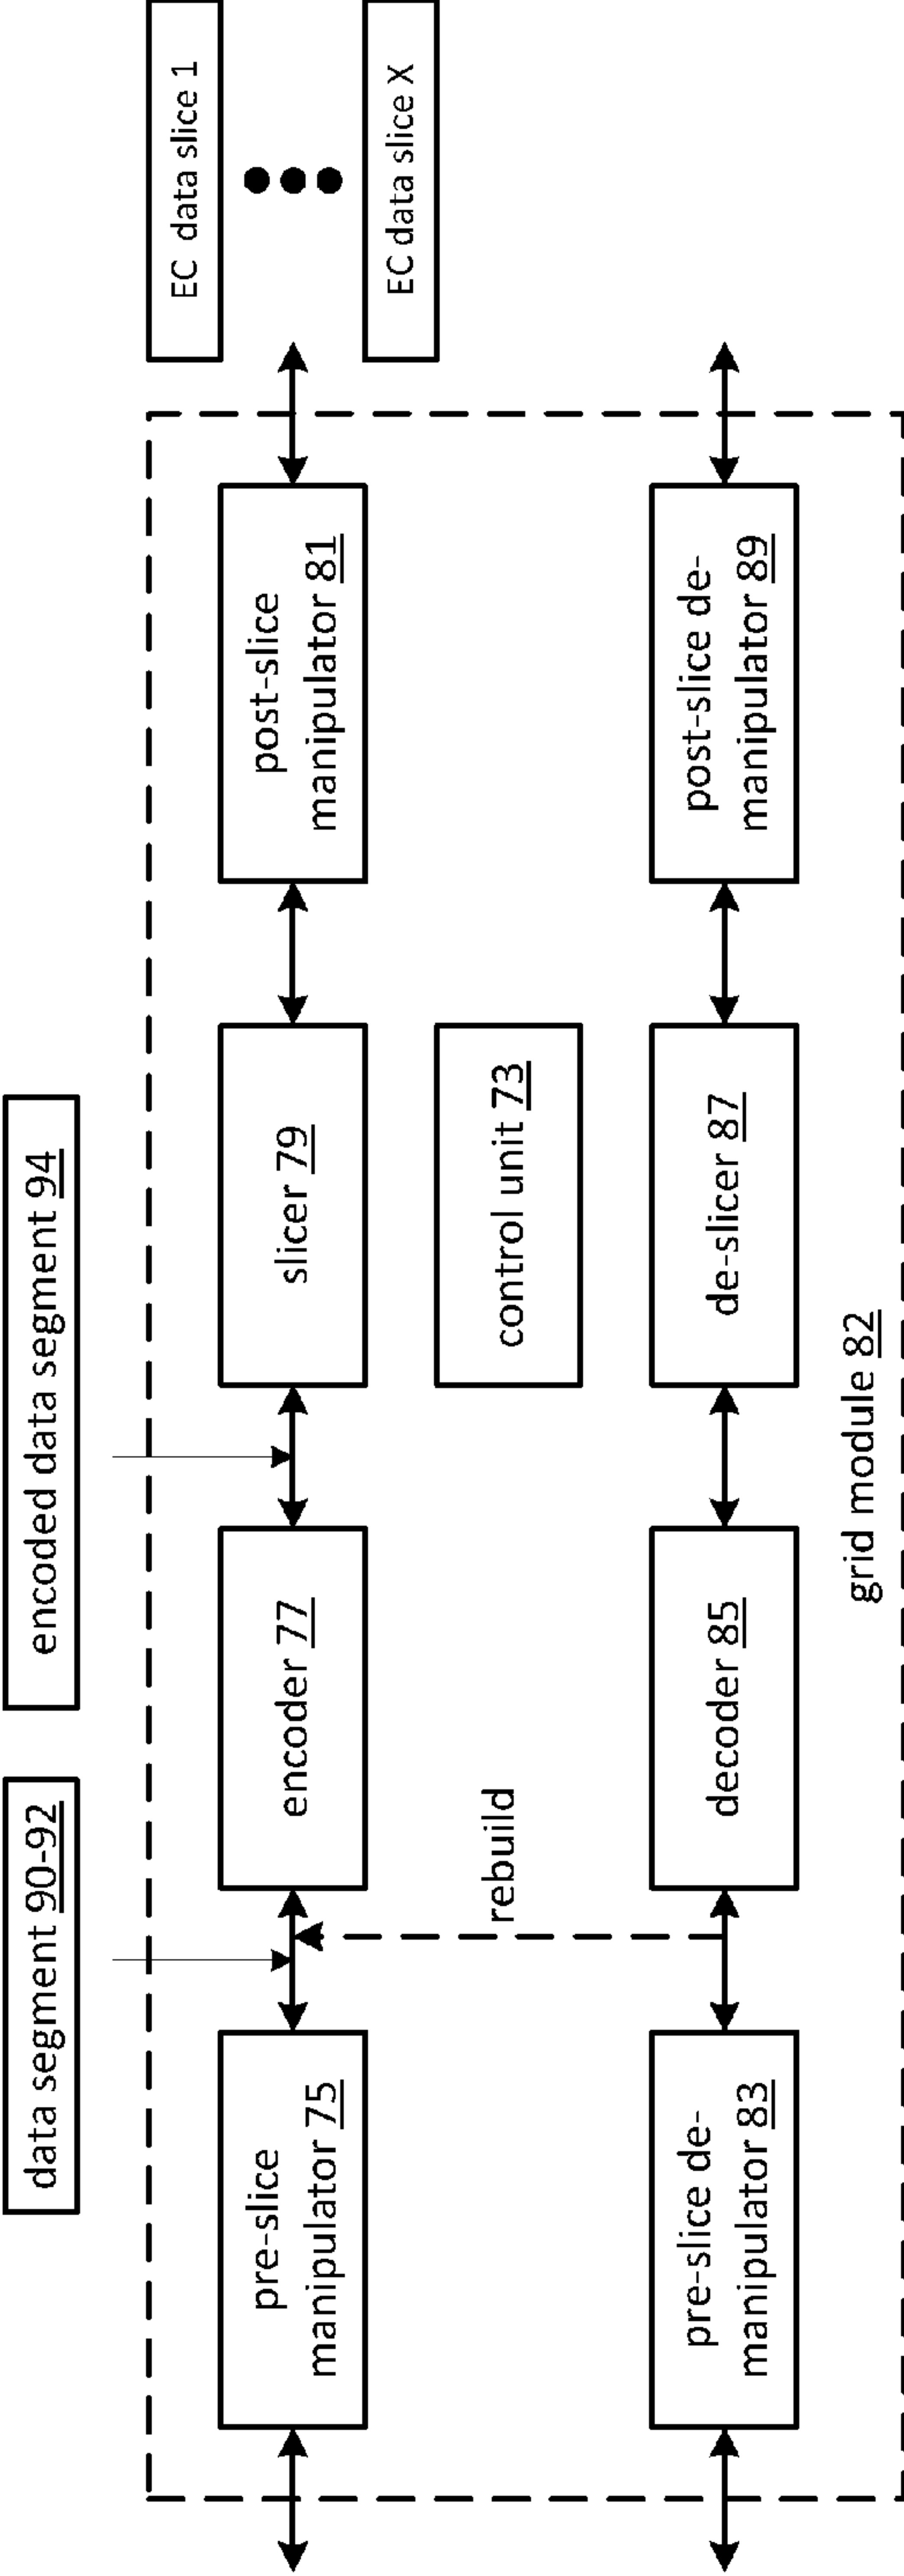 data segment 90-92
encoded data segment 94
EC data slice 1
EC data slice X
pre-slice
manipulator 75
encoder 77
slicer 79
post-slice
manipulator 81
rebuild
control unit 73
pre-slice de-
manipulator 83
decoder 85
de-slicer 87
post-slice de-
manipulator 89
grid module 82